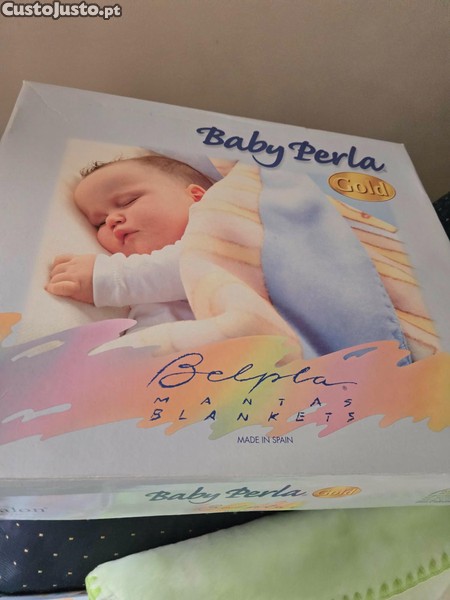 CustoJusto.pt
Baby Perla
Gold
Belpla
MANTAS
BLANKETS
MADE IN SPAIN
Baby Perla Gold